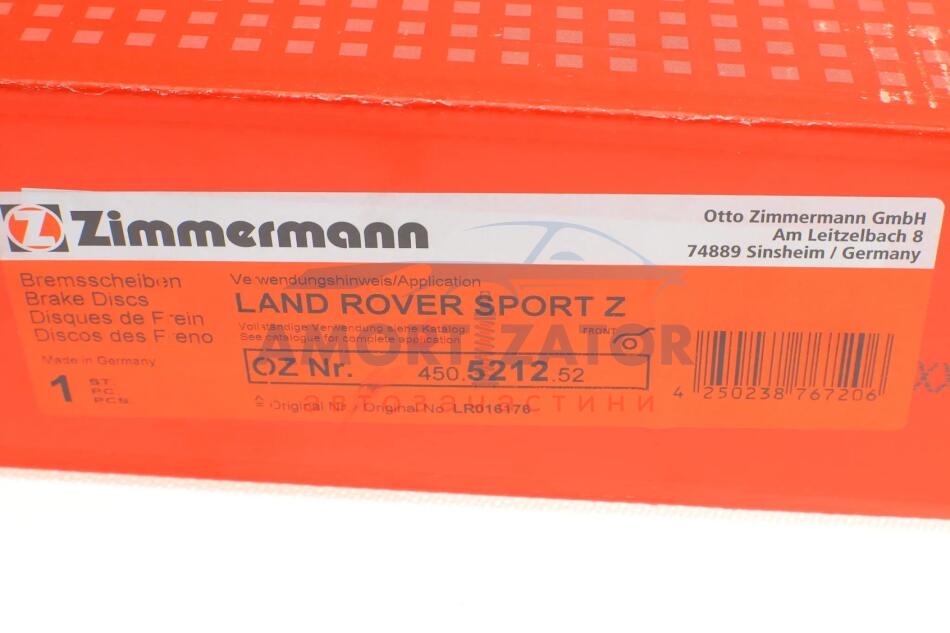 Zimmermann
Otto Zimmermann GmbH
Am Leitzelbach 8
74889 Sinsheim / Germany
Bremsscheiben
Brake Discs
Disques de Frein
Discos des Freno
Made in Germany
1 ST.
PC.
PCS.
Verwendungshinweis/Application
LAND ROVER SPORT Z
Vollständige Verwendung siehe Katalog
See catalogue for complete application
FRONT
OZ Nr. 450.5212.52
≙ Original Nr. / Original No. LR016176
4 250238 767206
AMORTIZATOR
автозапчастини